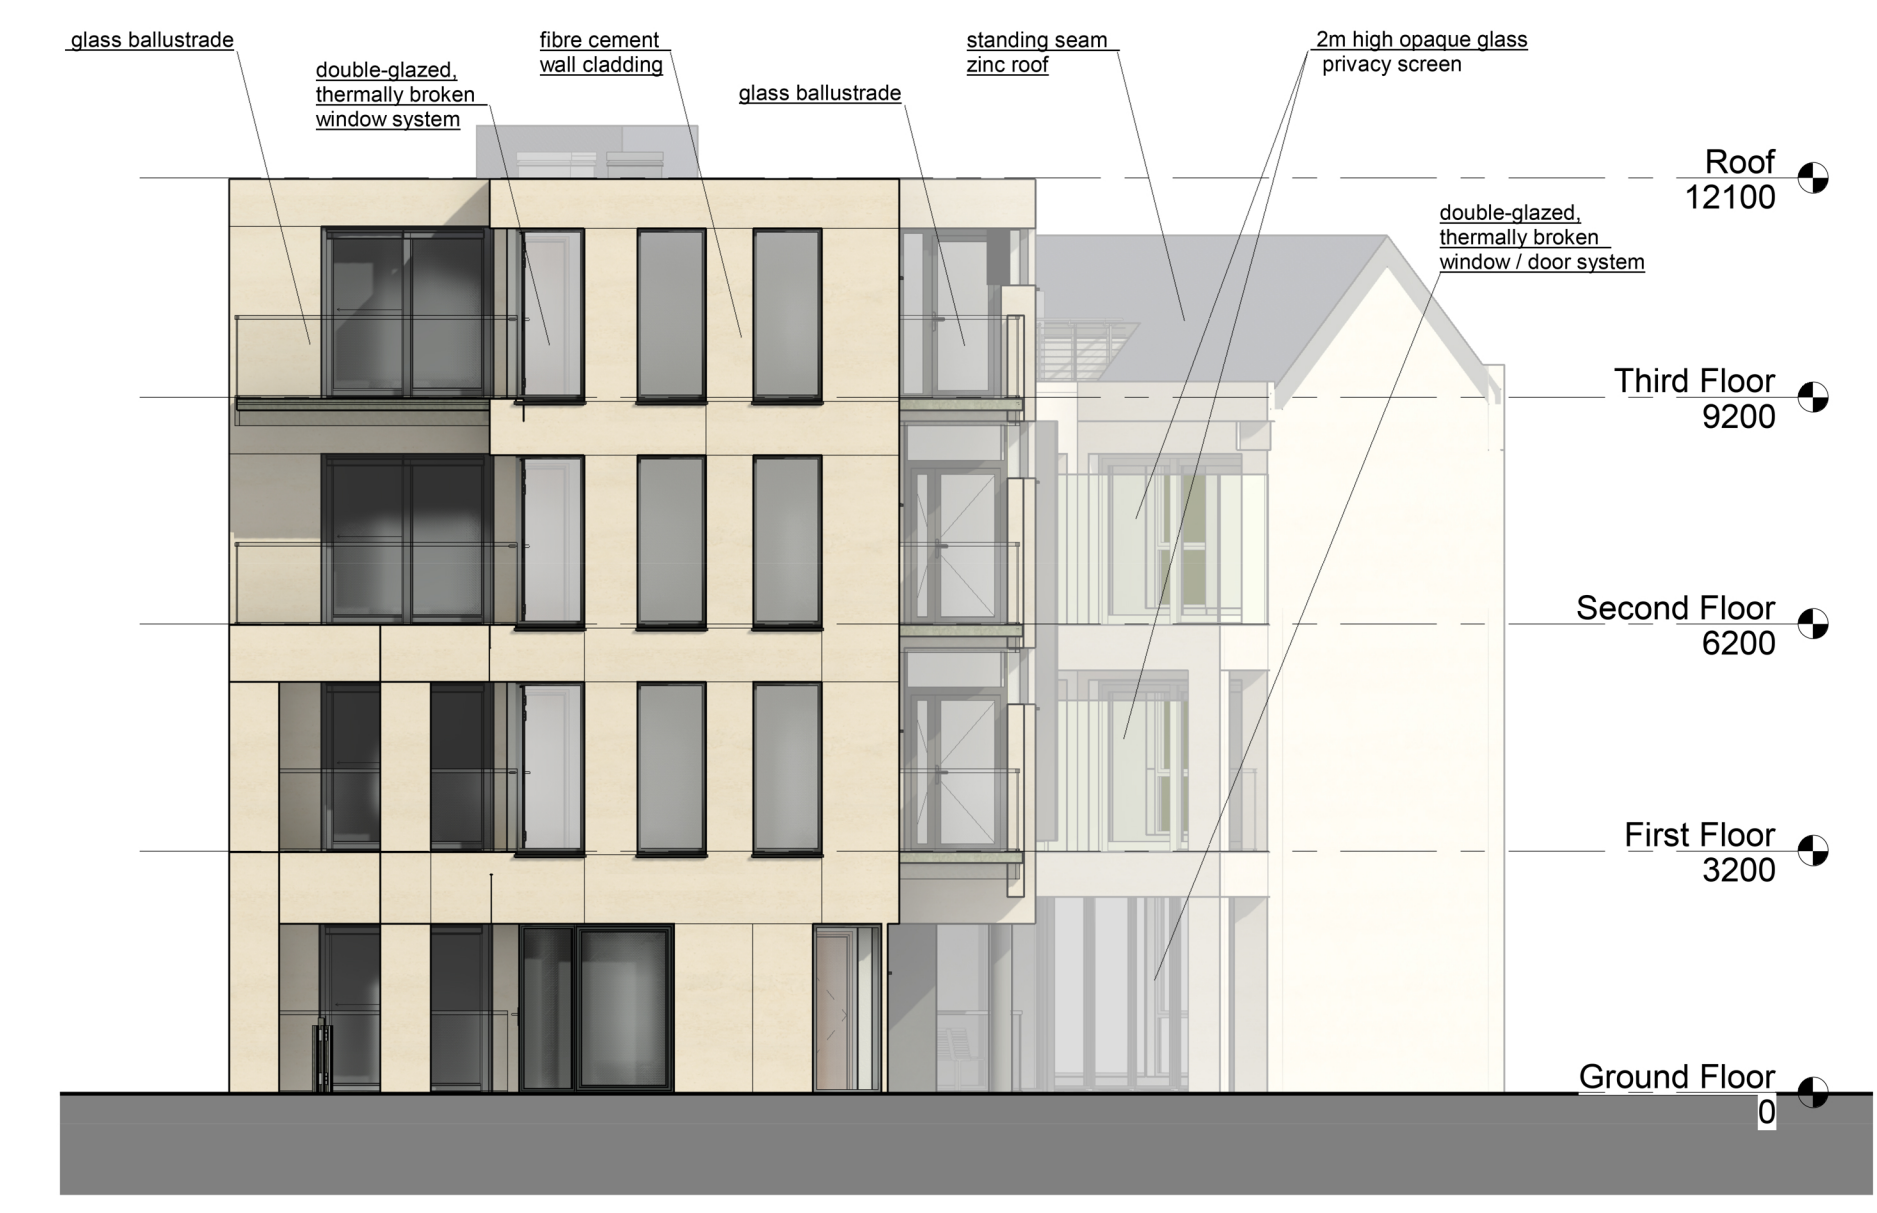 glass ballustrade
double-glazed,
thermally broken
window system
fibre cement
wall cladding
glass ballustrade
standing seam
zinc roof
2m high opaque glass
privacy screen
double-glazed,
thermally broken
window / door system
Roof
12100
Third Floor
9200
Second Floor
6200
First Floor
3200
Ground Floor
0